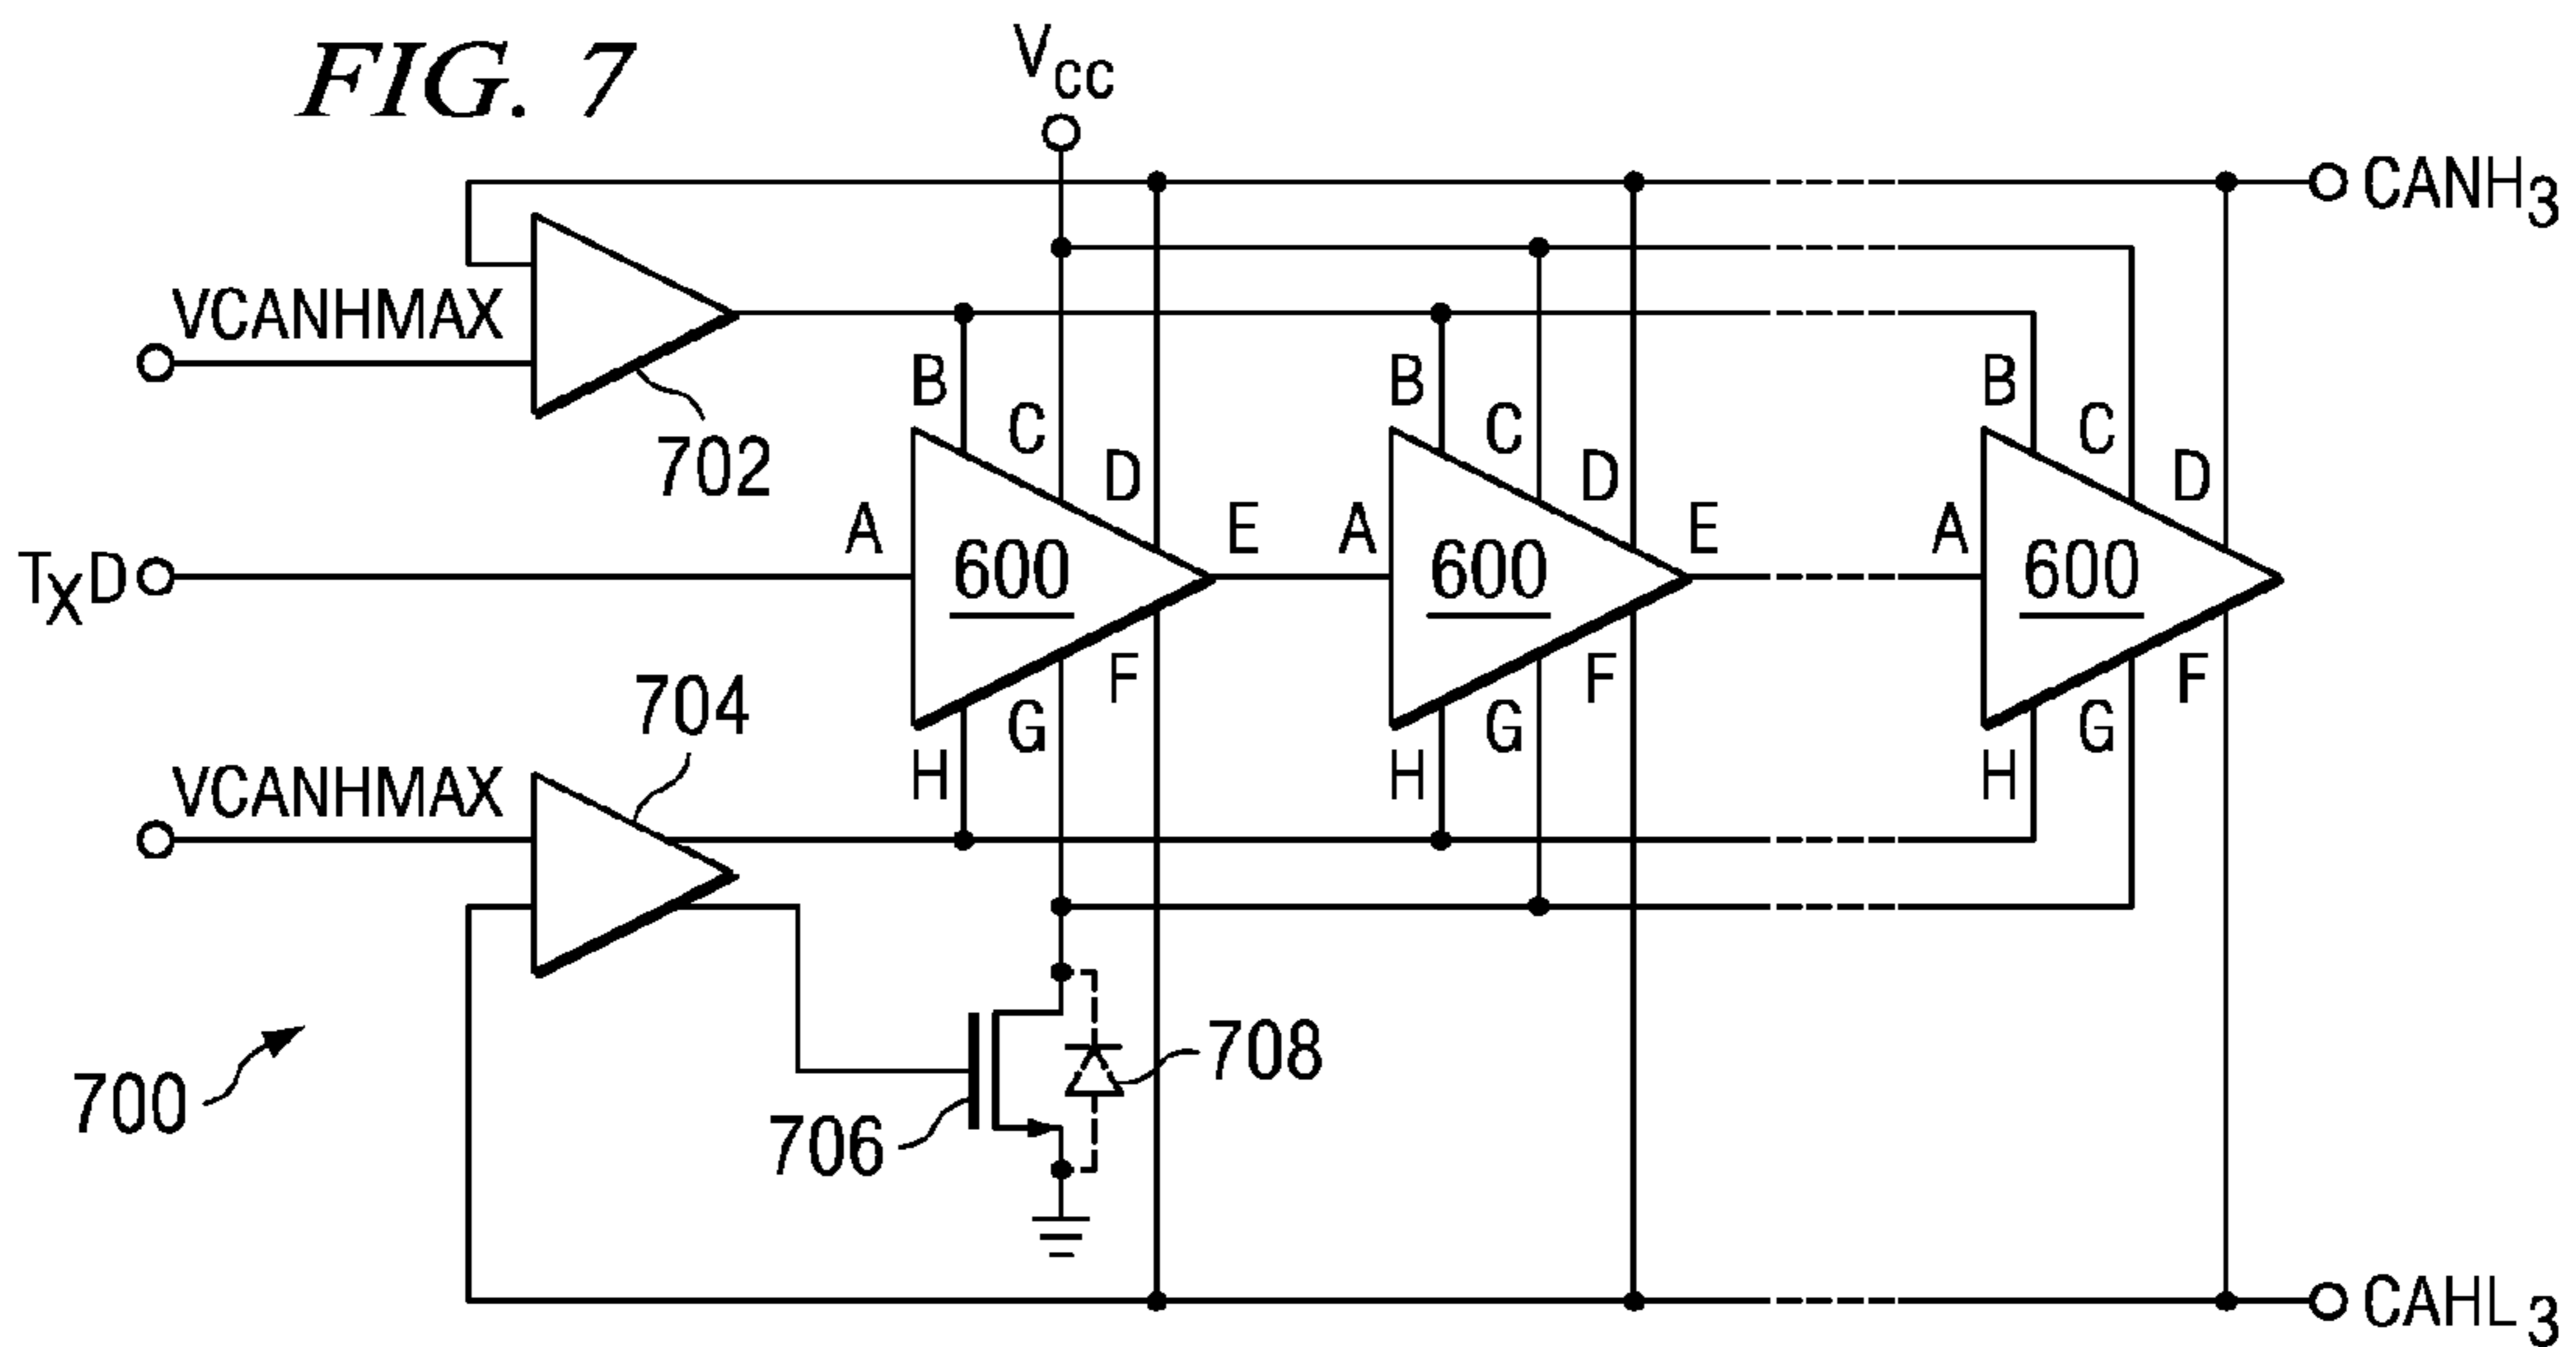 FIG. 7
VCC
CANH3
VCANHMAX
702
B
C
D
B
C
D
B
C
D
TXD
A
600
E
A
600
E
A
600
704
VCANHMAX
H
G
F
H
G
F
H
G
F
700
706
708
CAHL3